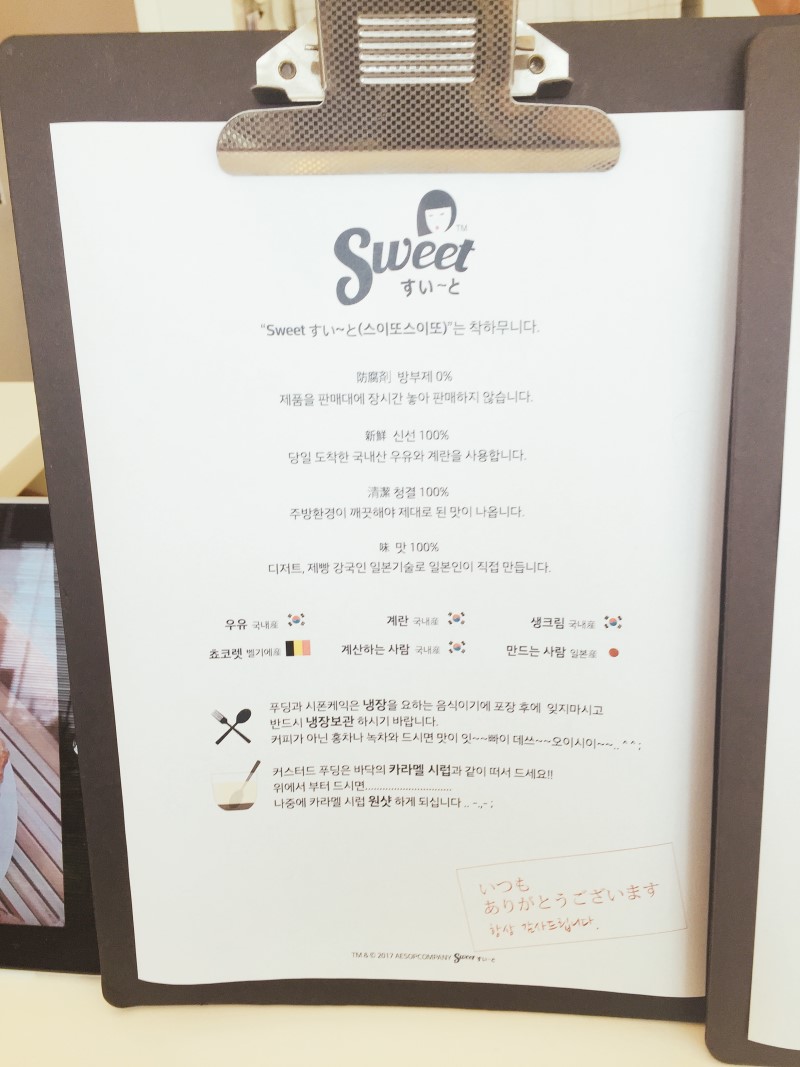 Sweet TM
すい~と
"Sweet すい~と(스이또스이또)"는 착하무니다.
防腐剤 방부제 0%
제품을 판매대에 장시간 놓아 판매하지 않습니다.
新鮮 신선 100%
당일 도착한 국내산 우유와 계란을 사용합니다.
清潔 청결 100%
주방환경이 깨끗해야 제대로 된 맛이 나옵니다.
味 맛 100%
디저트, 제빵 강국인 일본기술로 일본인이 직접 만듭니다.
우유 국내産 계란 국내産 생크림 국내産
쵸코렛 벨기에産 계산하는 사람 국내産 만드는 사람 일본産
푸딩과 시폰케익은 냉장을 요하는 음식이기에 포장 후에 잊지마시고
반드시 냉장보관 하시기 바랍니다.
커피가 아닌 홍차나 녹차와 드시면 맛이 잇~~빠이 데쓰~~오이시이~~.. ^ ^ ;
커스터드 푸딩은 바닥의 카라멜 시럽과 같이 떠서 드세요!!
위에서 부터 드시면..............................
나중에 카라멜 시럽 원샷 하게 되십니다 .. -.,- ;
いつも
ありがとうございます
항상 감사드립니다.
TM & © 2017 AESOPCOMPANY Sweet すい~と